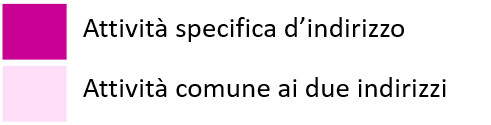 Attività specifica d’indirizzo
Attività comune ai due indirizzi